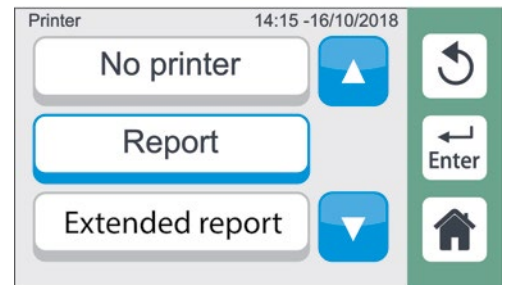 Printer 14:15 -16/10/2018
No printer
Report
Enter
Extended report